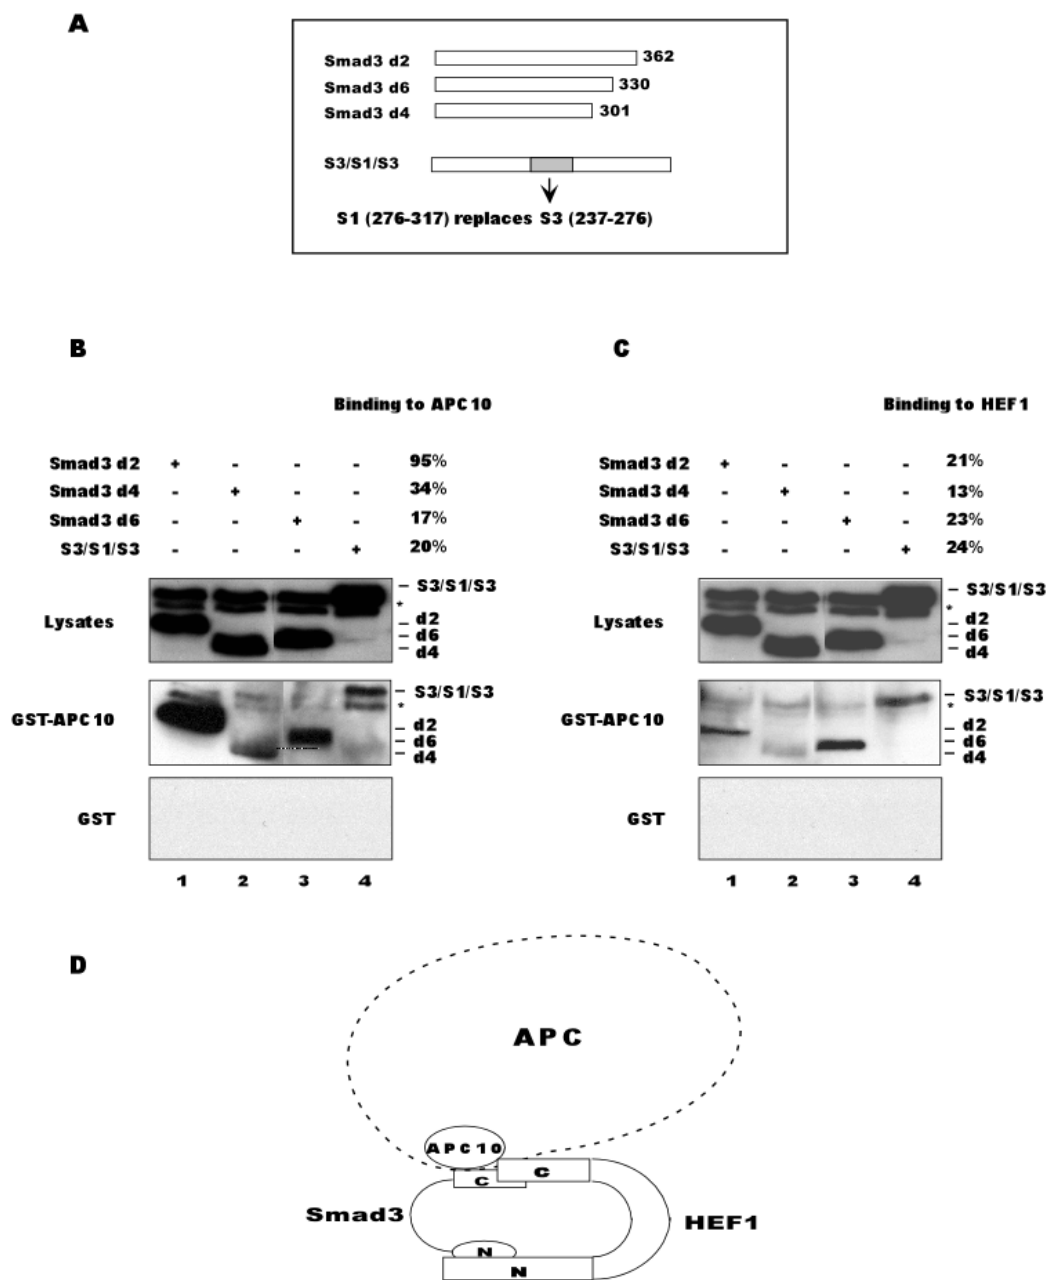 A
Smad3 d2 362
Smad3 d6 330
Smad3 d4 301
S3/S1/S3
S1 (276-317) replaces S3 (237-276)
B
Binding to APC10
Smad3 d2 + - - - 95%
Smad3 d4 - + - - 34%
Smad3 d6 - - + - 17%
S3/S1/S3 - - - + 20%
Lysates
S3/S1/S3
*
d2
d6
d4
GST-APC10
S3/S1/S3
*
d2
d6
d4
GST
1 2 3 4
C
Binding to HEF1
Smad3 d2 + - - - 21%
Smad3 d4 - + - - 13%
Smad3 d6 - - + - 23%
S3/S1/S3 - - - + 24%
Lysates
S3/S1/S3
*
d2
d6
d4
GST-APC10
S3/S1/S3
*
d2
d6
d4
GST
1 2 3 4
D
APC
APC10
C
C
Smad3
HEF1
N
N